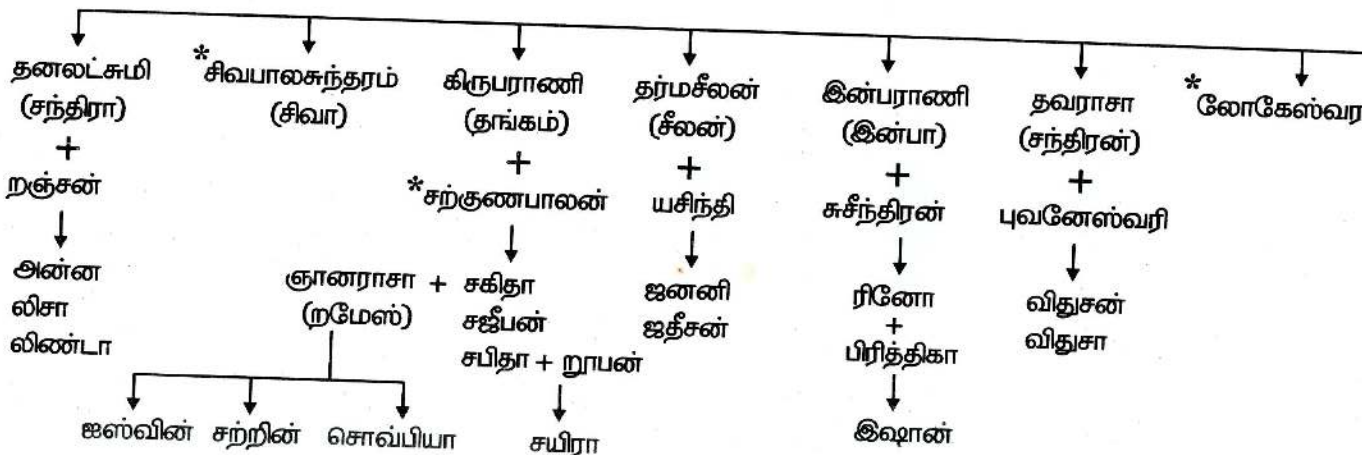 தனலட்சுமி
(சந்திரா)
+
றஞ்சன்
அன்ன
லிசா
லிண்டா
*சிவபாலசுந்தரம்
(சிவா)
கிருபராணி
(தங்கம்)
+
*சற்குணபாலன்
ஞானராசா + சகிதா
(றமேஸ்)
சஜீபன்
சபிதா + றூபன்
ஐஸ்வின்
சற்றின்
சொவ்பியா
சயிரா
தர்மசீலன்
(சீலன்)
+
யசிந்தி
ஜனனி
ஜதீசன்
இன்பராணி
(இன்பா)
+
சுசீந்திரன்
ரினோ
+
பிரித்திகா
இஷான்
தவராசா
(சந்திரன்)
+
புவனேஸ்வரி
விதுசன்
விதுசா
*லோகேஸ்வர